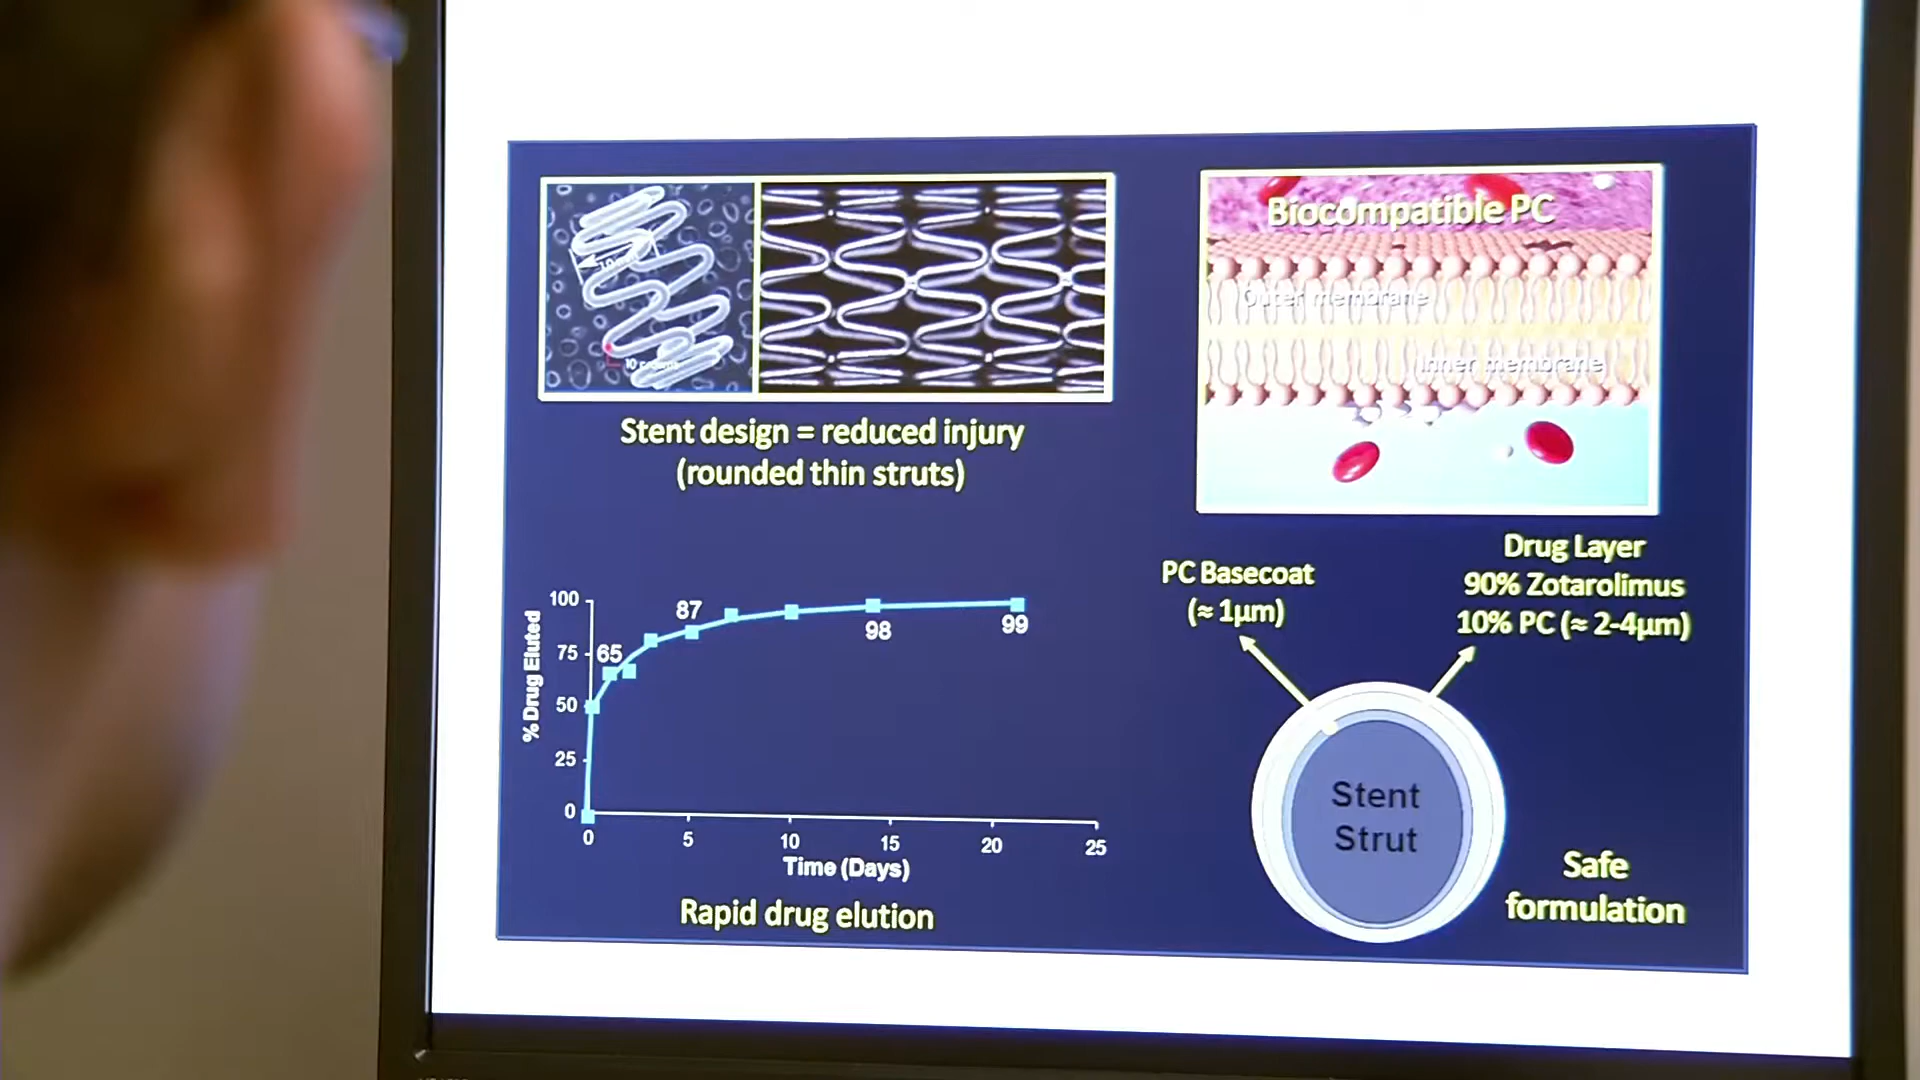 Biocompatible PC
Outer membrane
Inner membrane
Stent design = reduced injury
(rounded thin struts)
PC Basecoat
(≈ 1µm)
Drug Layer
90% Zotarolimus
10% PC (≈ 2-4µm)
Stent
Strut
Safe
formulation
% Drug Eluted
100
75
50
25
0
65
87
98
99
0 5 10 15 20 25
Time (Days)
Rapid drug elution